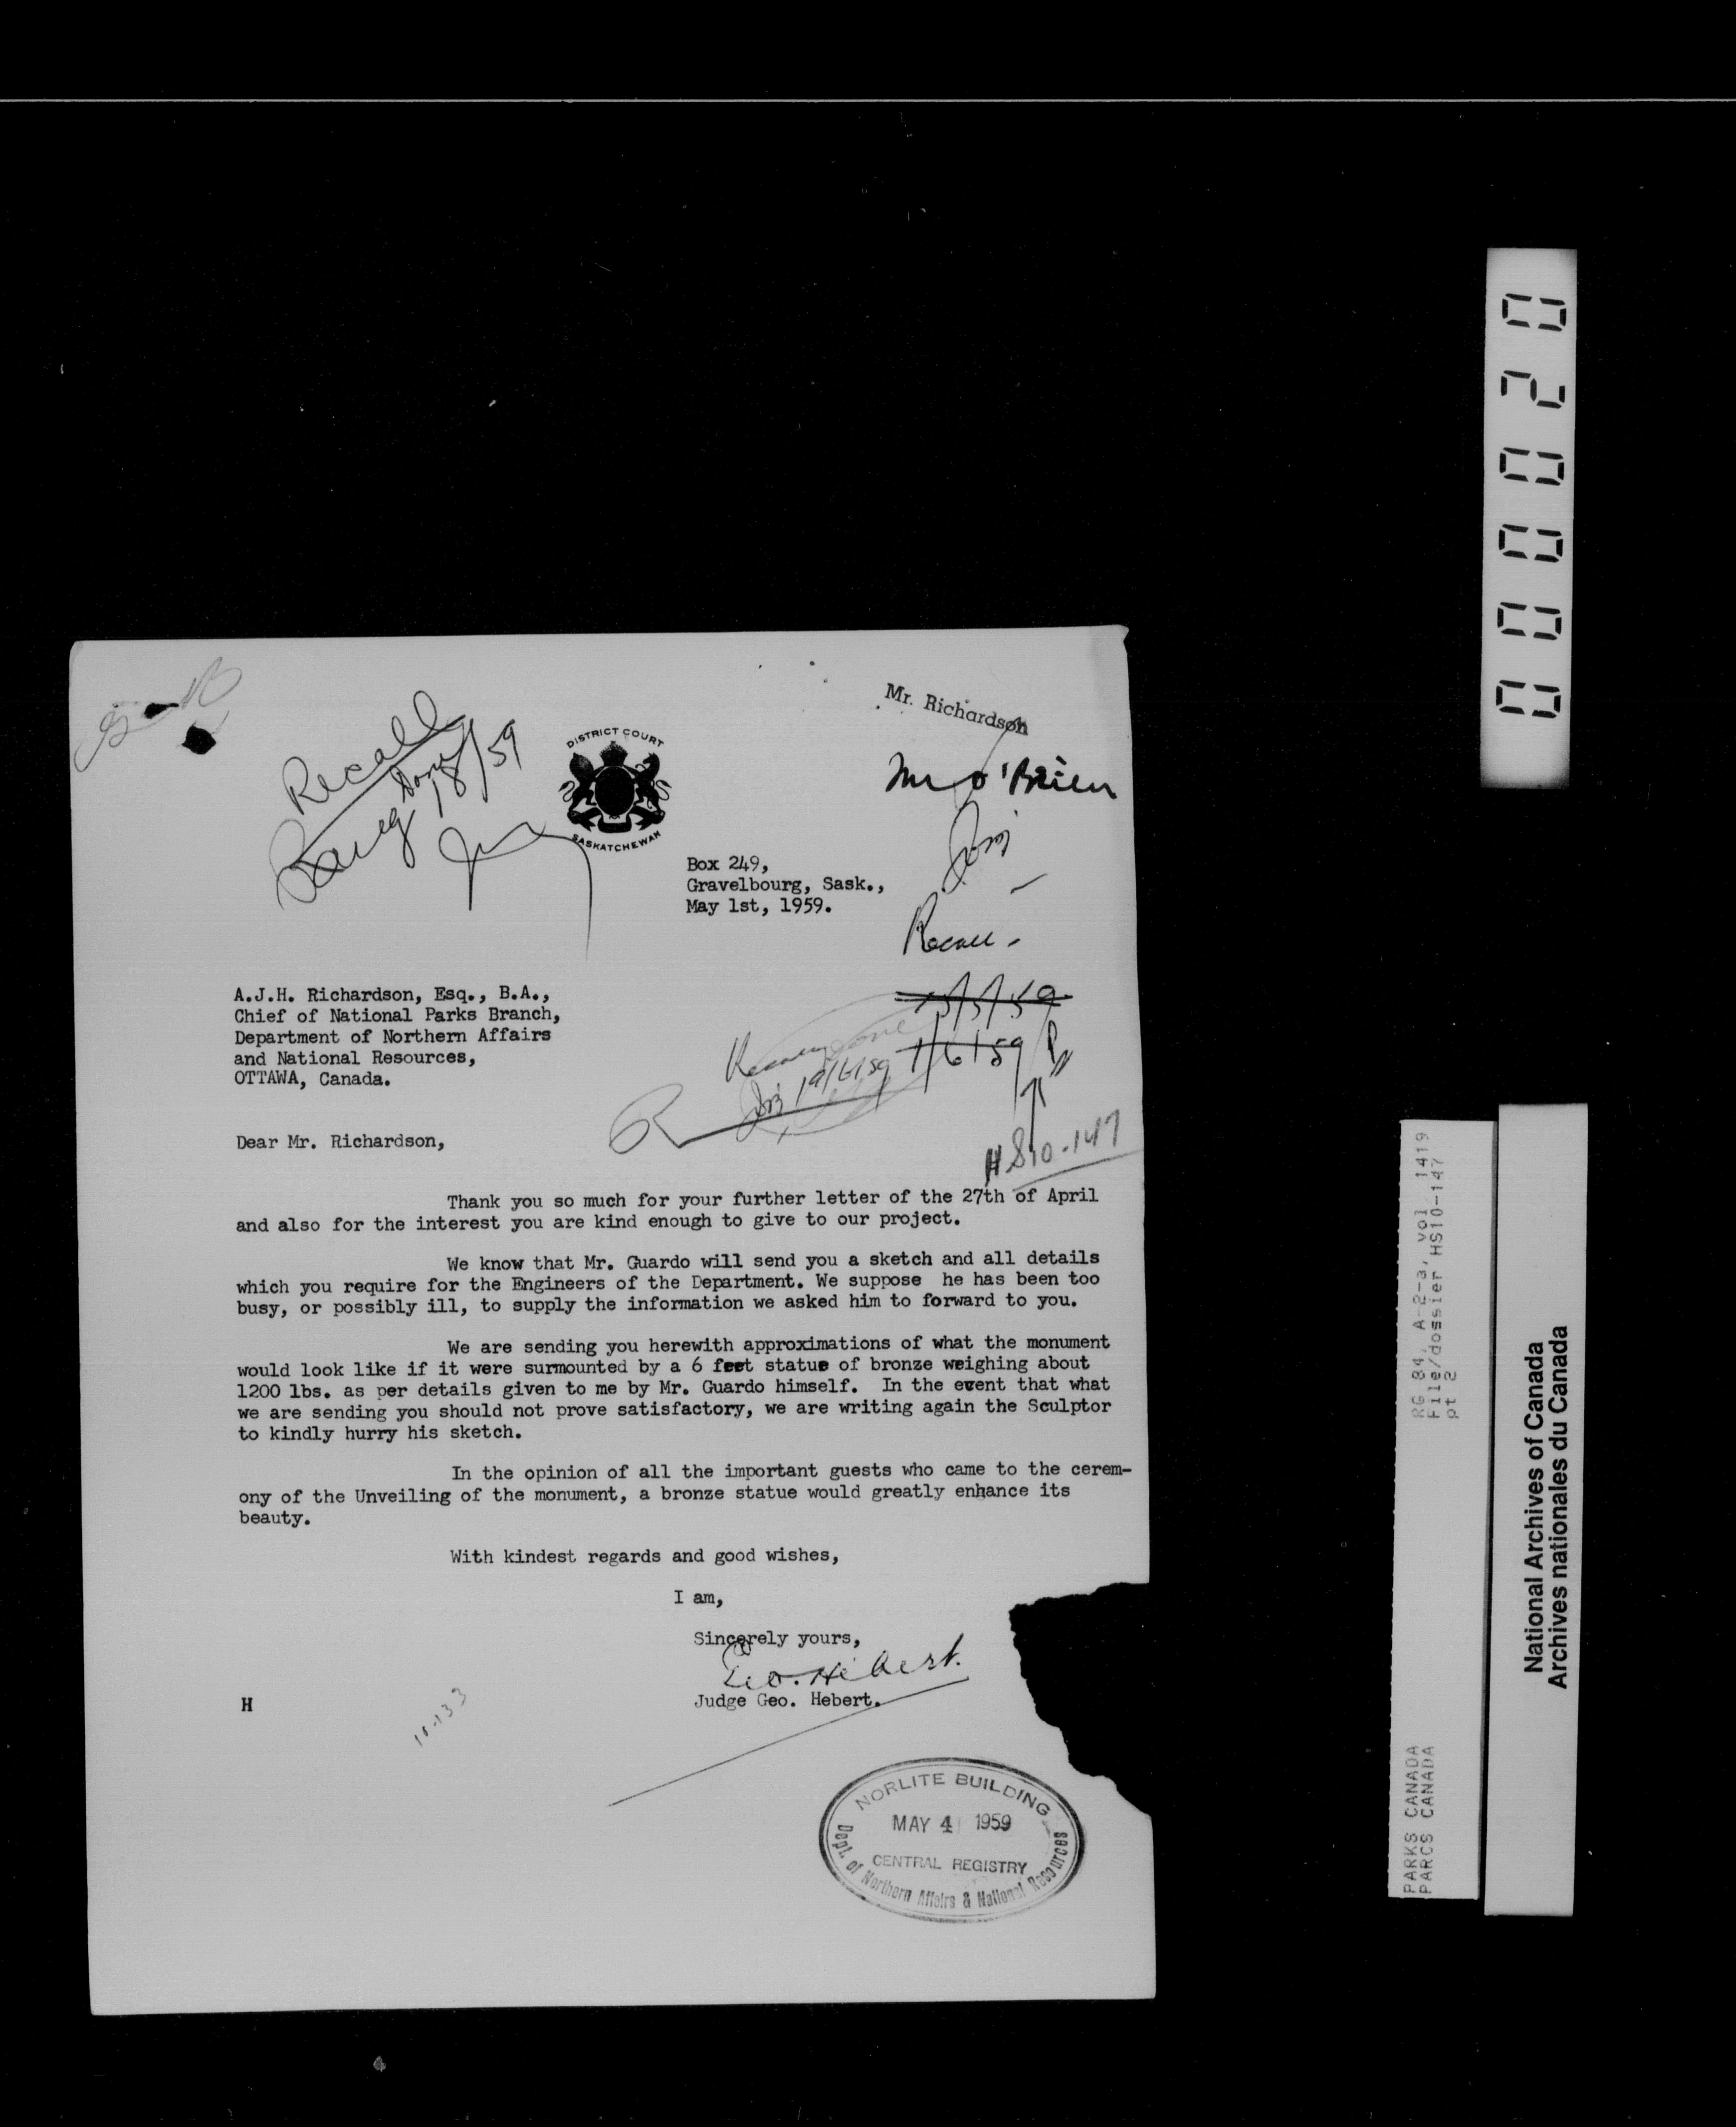 Mr. Richardson
Mr O'Brien
Recall
Done
18/59
DISTRICT COURT
SASKATCHEWAN
Box 249,
Gravelbourg, Sask.,
May 1st, 1959.
Recall -
A.J.H. Richardson, Esq., B.A.,
Chief of National Parks Branch,
Department of Northern Affairs
and National Resources,
OTTAWA, Canada.
1/6/59
19/6/59
HS10-147
Dear Mr. Richardson,
Thank you so much for your further letter of the 27th of April
and also for the interest you are kind enough to give to our project.
We know that Mr. Guardo will send you a sketch and all details
which you require for the Engineers of the Department. We suppose he has been too
busy, or possibly ill, to supply the information we asked him to forward to you.
We are sending you herewith approximations of what the monument
would look like if it were surmounted by a 6 feet statue of bronze weighing about
1200 lbs. as per details given to me by Mr. Guardo himself. In the event that what
we are sending you should not prove satisfactory, we are writing again the Sculptor
to kindly hurry his sketch.
In the opinion of all the important guests who came to the cerem-
ony of the Unveiling of the monument, a bronze statue would greatly enhance its
beauty.
With kindest regards and good wishes,
I am,
Sincerely yours,
Geo. Hebert.
Judge Geo. Hebert.
H
NORLITE BUILDING
MAY 4 1959
CENTRAL REGISTRY
Dept. of Northern Affairs & National Resources
000020
RG 84, A-2-a, vol 1419
File/dossier HS10-147
pt 2
PARKS CANADA
PARCS CANADA
National Archives of Canada
Archives nationales du Canada